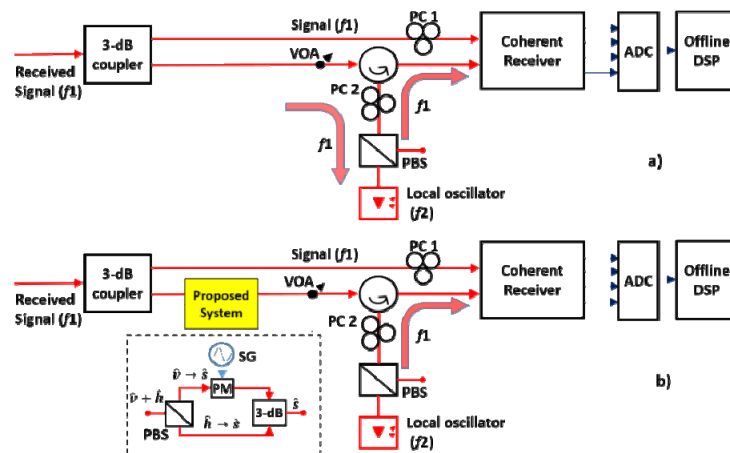 Signal (f1)
PC 1
3-dB
coupler
VOA
Received
Signal (f1)
PC 2
f1
f1
Coherent
Receiver
ADC
Offline
DSP
PBS
Local oscillator
(f2)
a)
Signal (f1)
PC 1
3-dB
coupler
VOA
Received
Signal (f1)
Proposed
System
PC 2
f1
Coherent
Receiver
ADC
Offline
DSP
SG
v̂ → ŝ
PM
v̂ + ĥ
3-dB
ŝ
ĥ → ŝ
PBS
PBS
Local oscillator
(f2)
b)